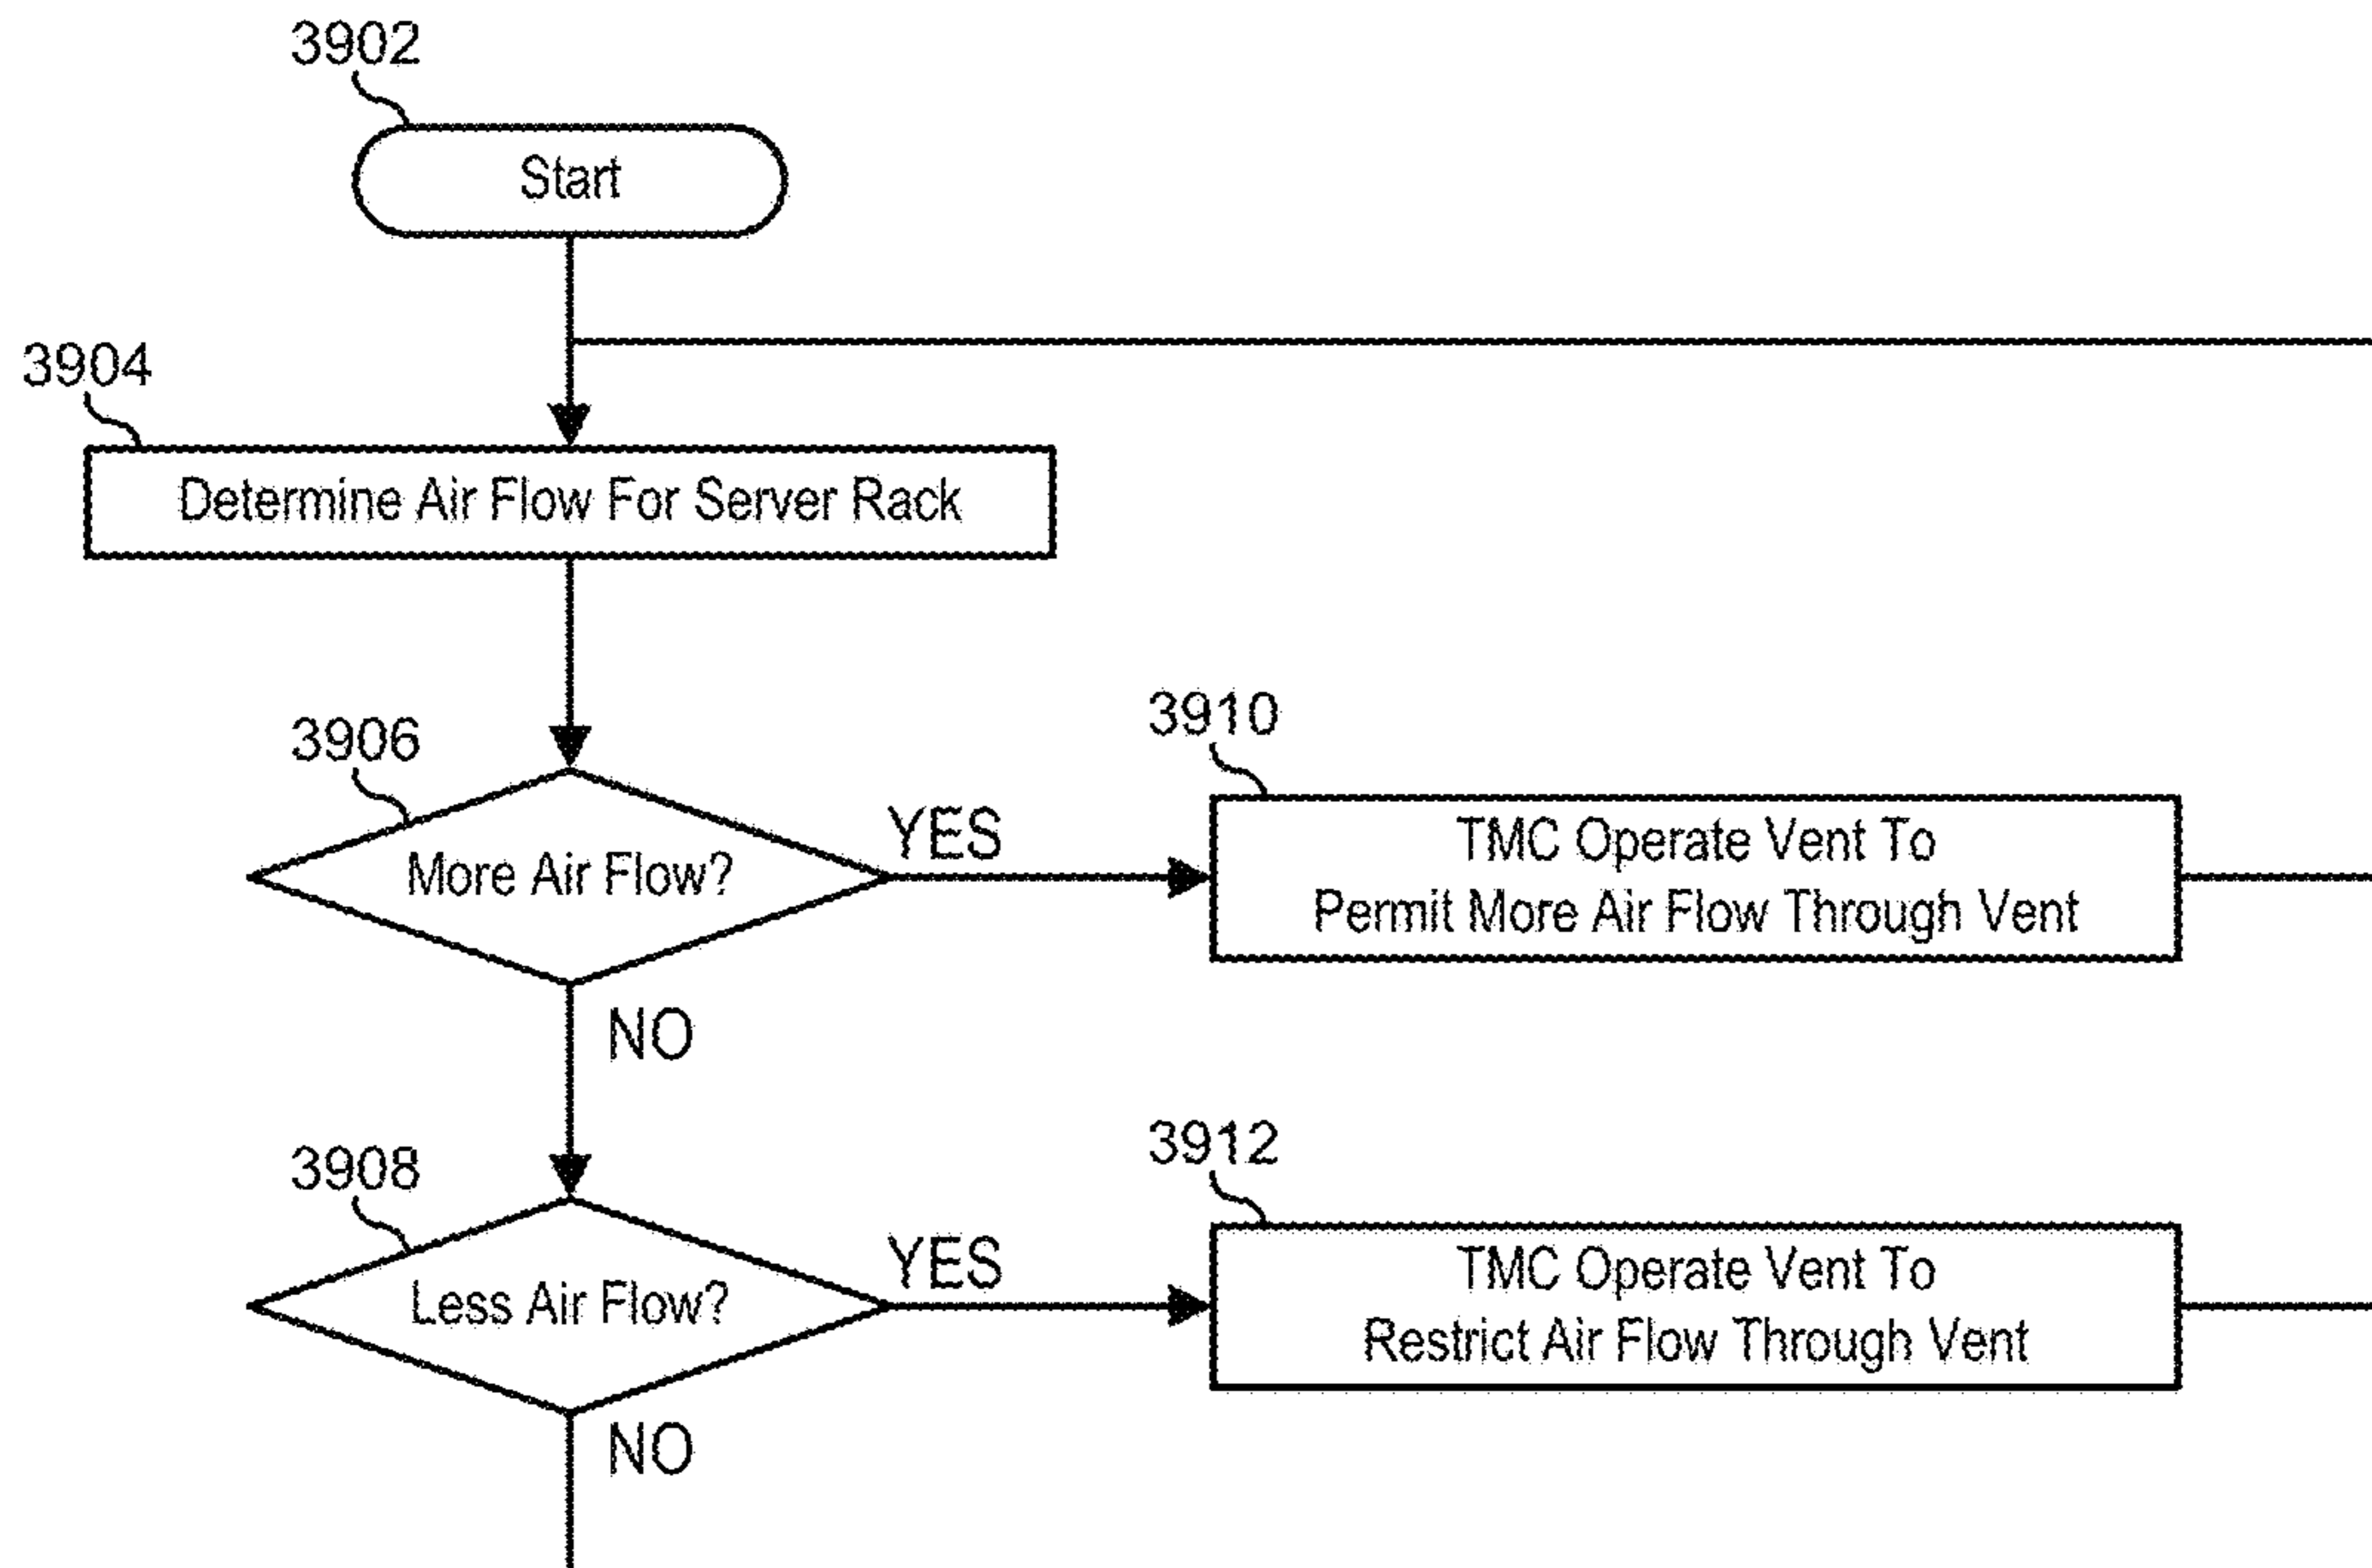 3902
Start
3904
Determine Air Flow For Server Rack
3906
More Air Flow?
YES
3910
TMC Operate Vent To
Permit More Air Flow Through Vent
NO
3908
Less Air Flow?
YES
3912
TMC Operate Vent To
Restrict Air Flow Through Vent
NO